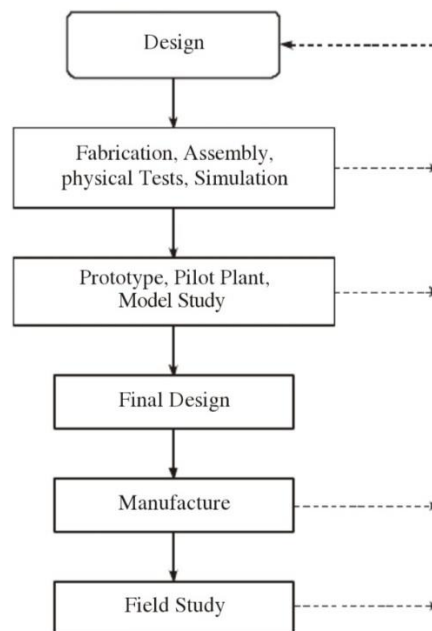 Design
Fabrication, Assembly,
physical Tests, Simulation
Prototype, Pilot Plant,
Model Study
Final Design
Manufacture
Field Study